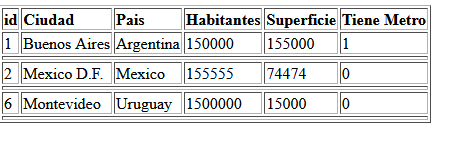 id Ciudad Pais Habitantes Superficie Tiene Metro
1 Buenos Aires Argentina 150000 155000 1
2 Mexico D.F. Mexico 155555 74474 0
6 Montevideo Uruguay 1500000 15000 0